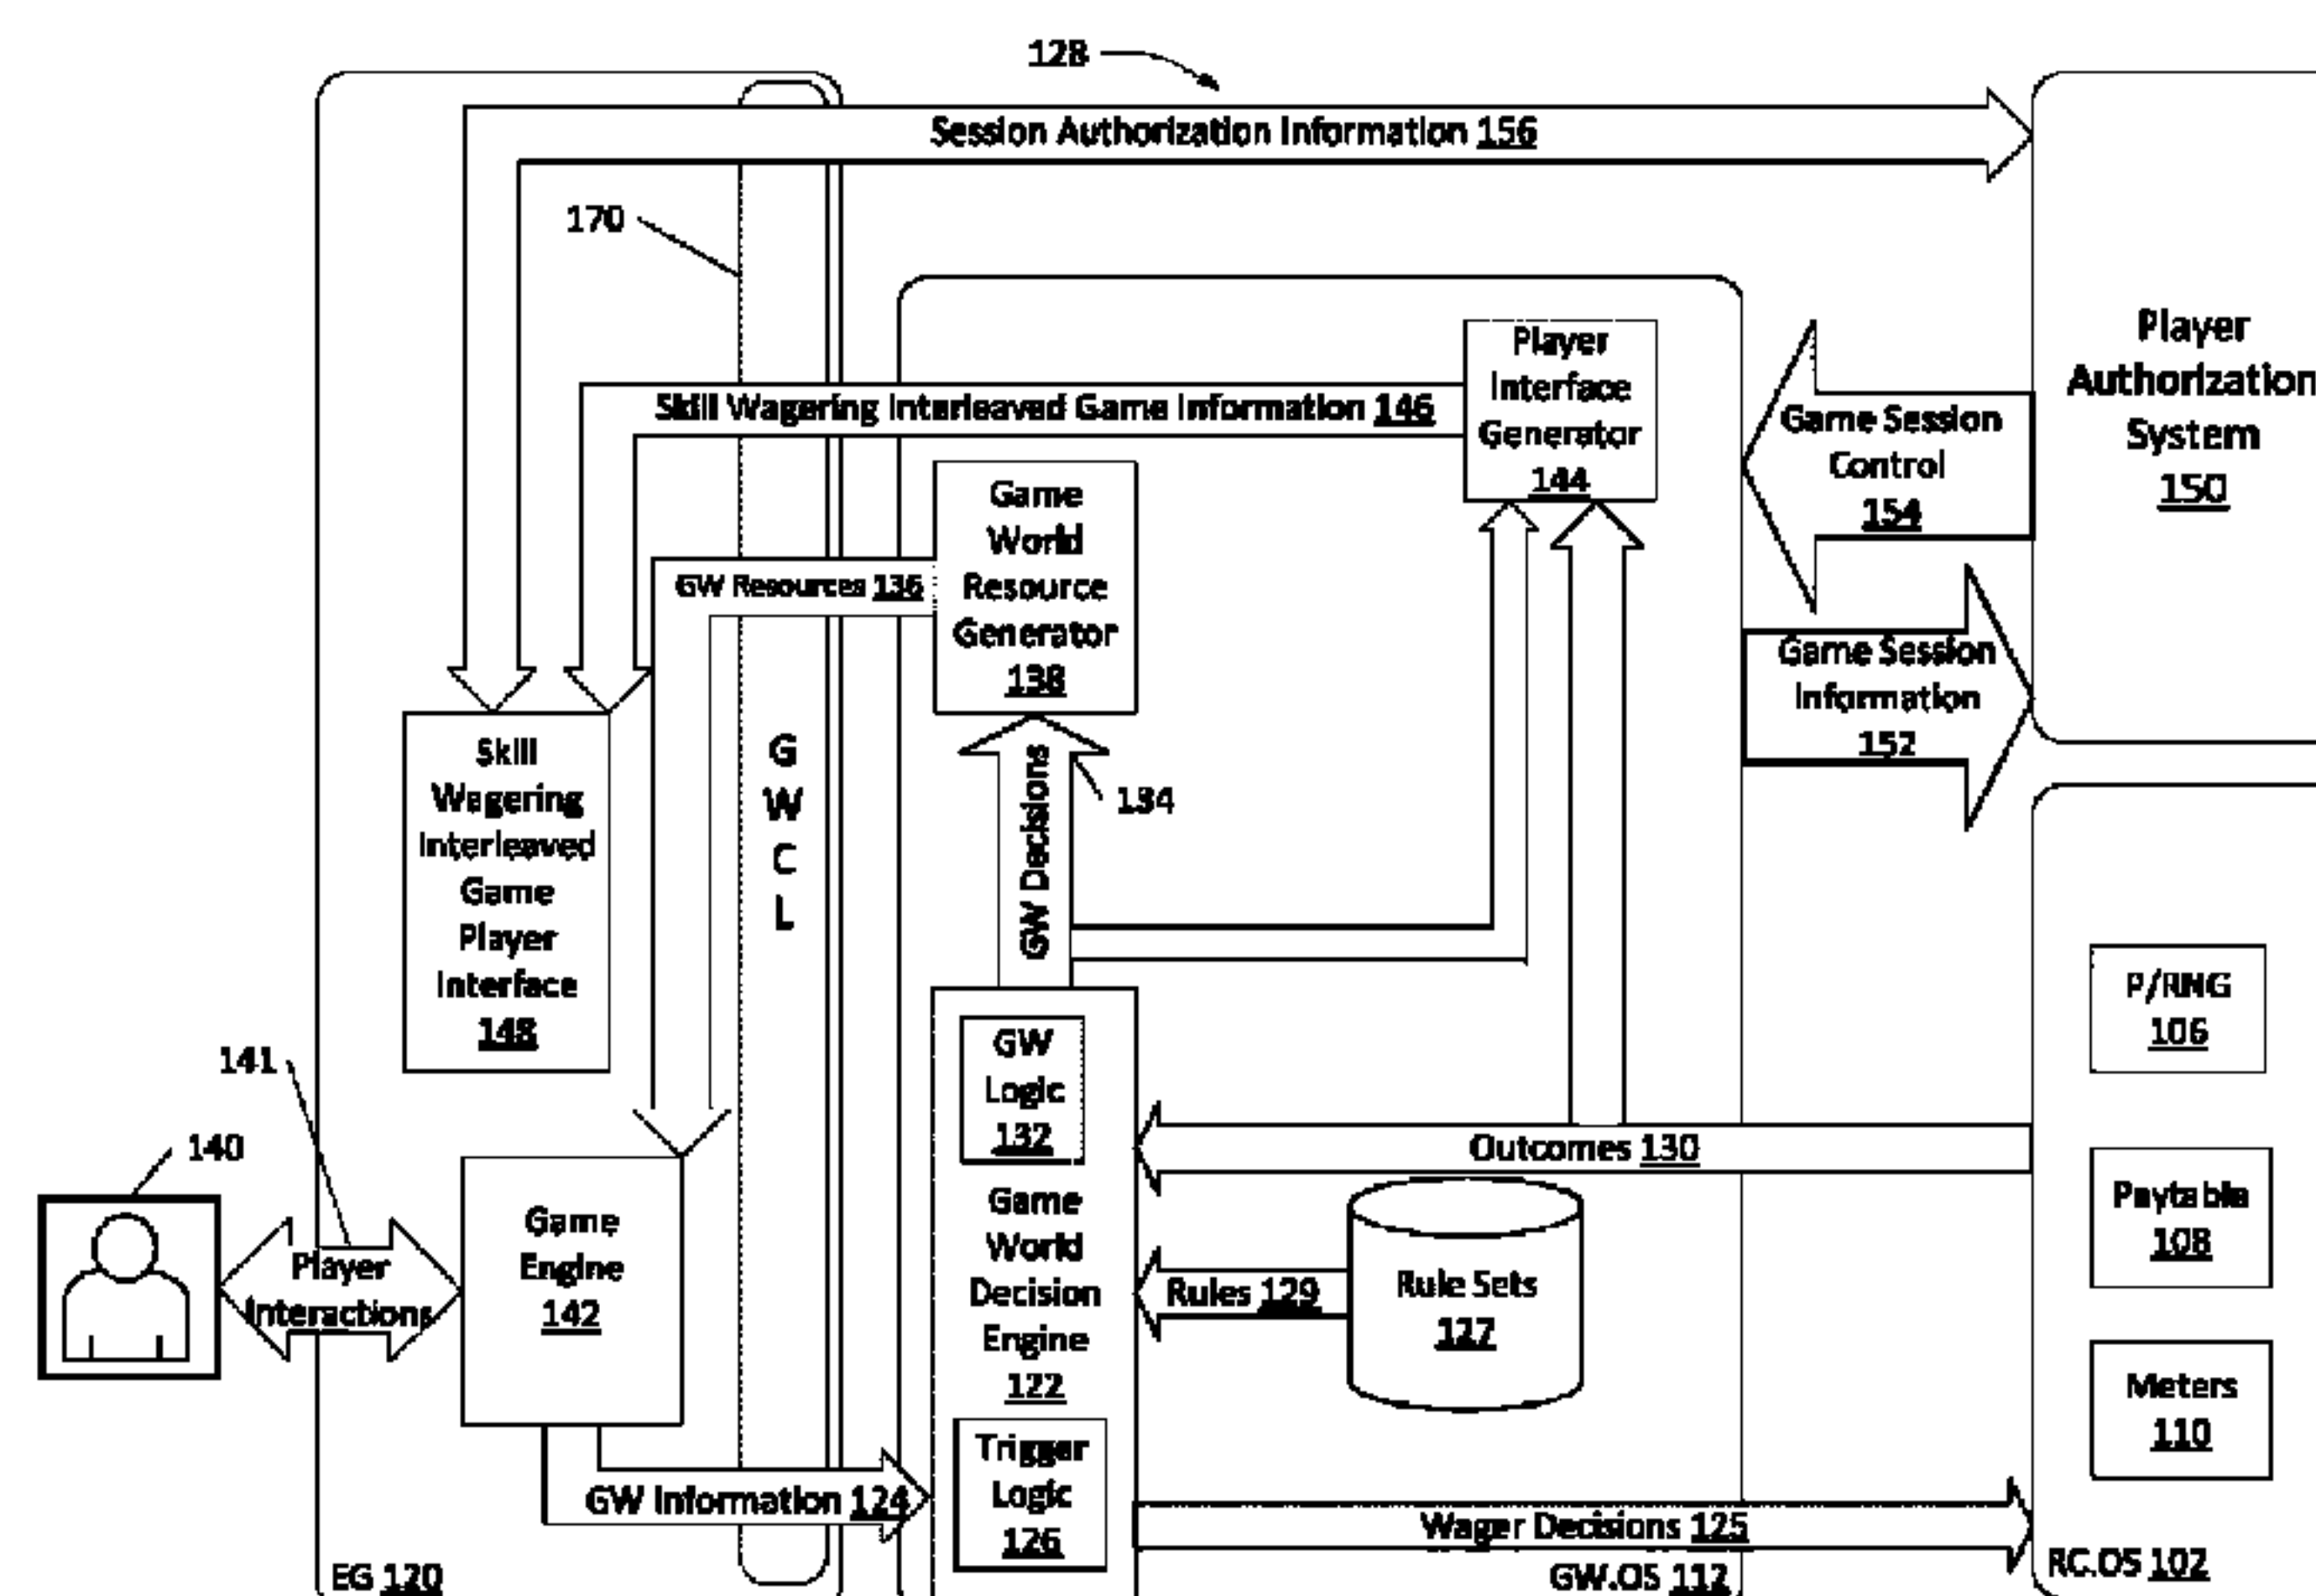 128
Session Authorization Information 156
170
Player
Interface
Generator
144
Skill Wagering Interleaved Game Information 146
Player
Authorization
System
150
Game Session
Control
154
Game
World
Resource
Generator
138
GW Resources 136
Game Session
Information
152
Skill
Wagering
Interleaved
Game
Player
Interface
148
G
W
C
L
GW Decisions
134
P/RNG
106
GW
Logic
132
141
140
Outcomes 130
Paytable
108
Player
Interactions
Game
Engine
142
Game
World
Decision
Engine
122
Rules 129
Rule Sets
127
Meters
110
Trigger
Logic
126
GW Information 124
Wager Decisions 125
EG 120
GW.OS 112
RC.OS 102